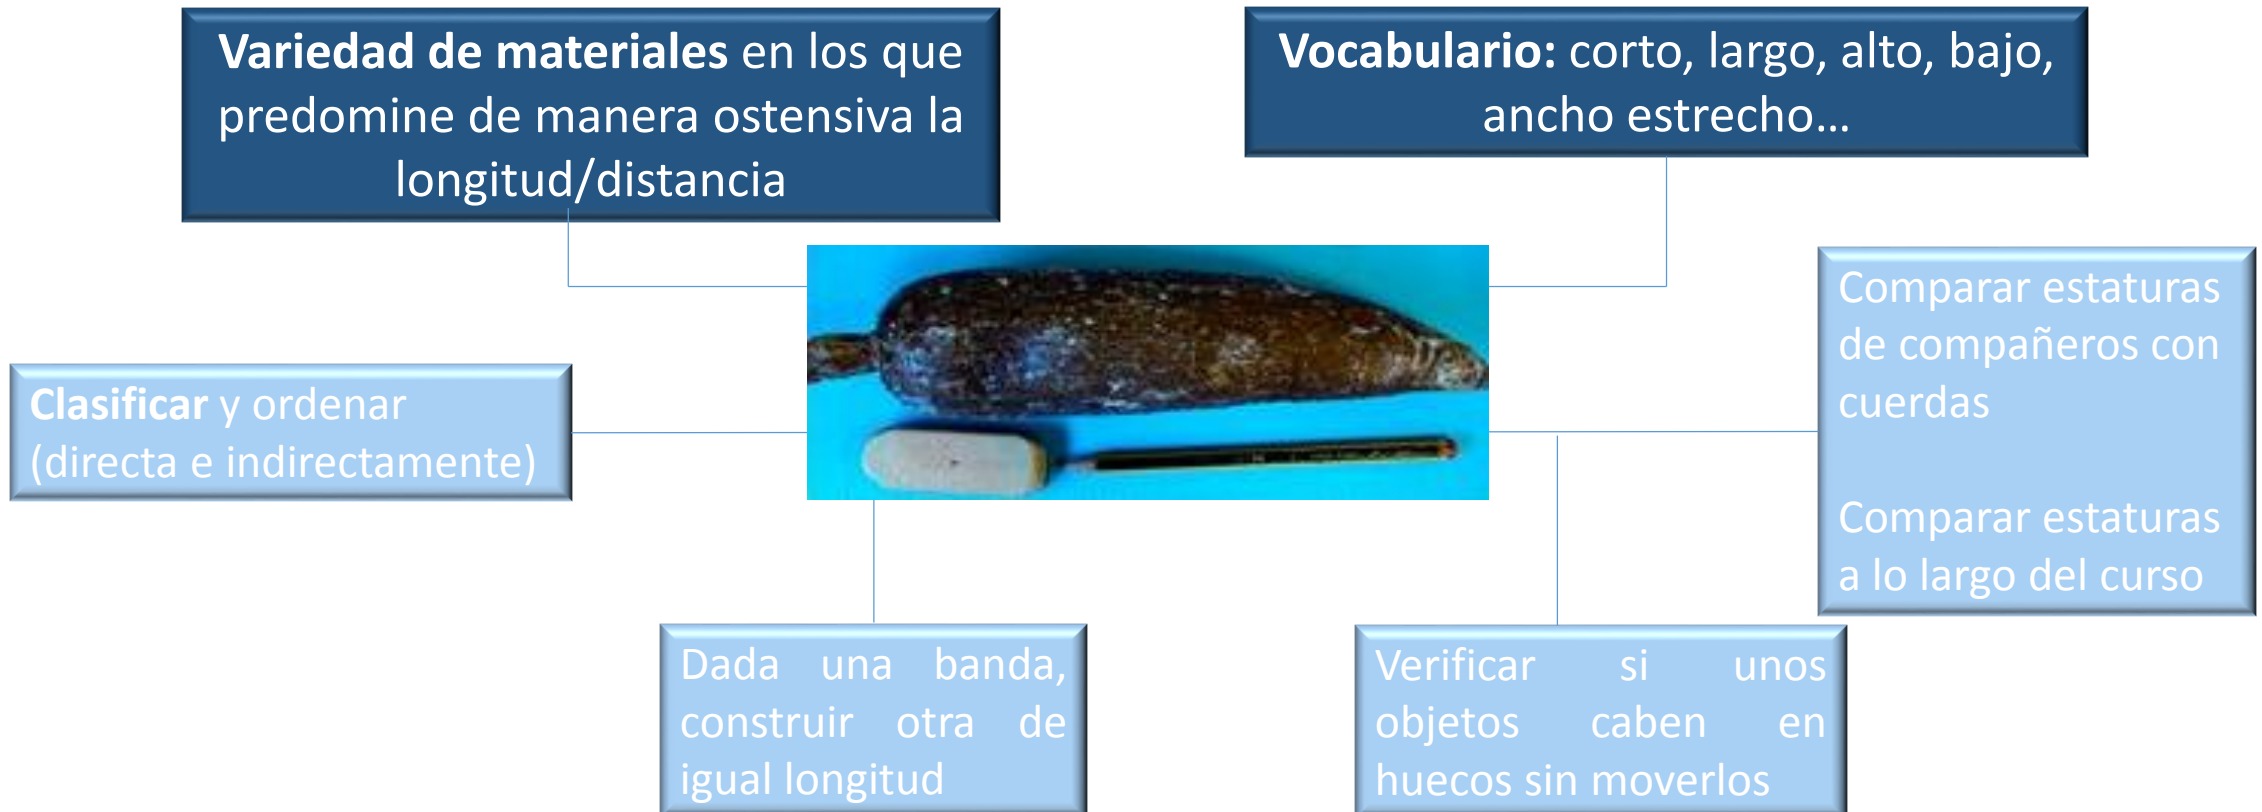 Variedad de materiales en los que
predomine de manera ostensiva la
longitud/distancia
Vocabulario: corto, largo, alto, bajo,
ancho estrecho…
Clasificar y ordenar
(directa e indirectamente)
Comparar estaturas
de compañeros con
cuerdas
Comparar estaturas
a lo largo del curso
Dada una banda,
construir otra de
igual longitud
Verificar si unos
objetos caben en
huecos sin moverlos